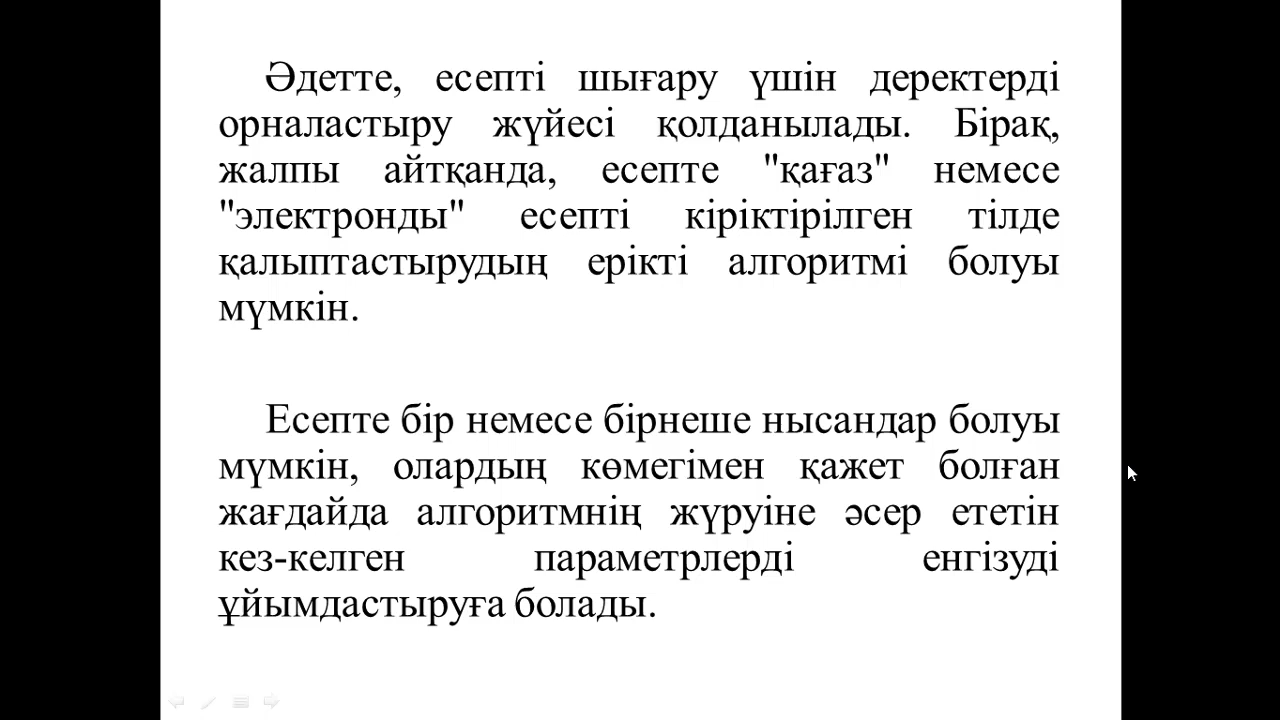 Әдетте, есепті шығару үшін деректерді
орналастыру жүйесі қолданылады. Бірақ,
жалпы айтқанда, есепте "қағаз" немесе
"электронды" есепті кіріктірілген тілде
қалыптастырудың ерікті алгоритмі болуы
мүмкін.
Есепте бір немесе бірнеше нысандар болуы
мүмкін, олардың көмегімен қажет болған
жағдайда алгоритмнің жүруіне әсер ететін
кез-келген параметрлерді енгізуді
ұйымдастыруға болады.